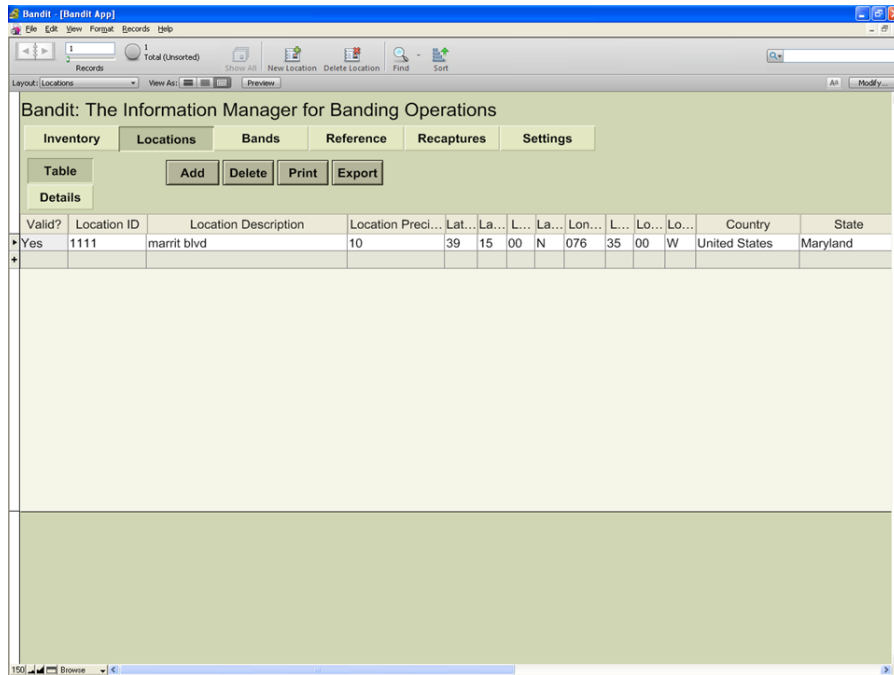 Bandit - [Bandit App]
File Edit View Format Records Help
1
Records
1
Total (Unsorted)
Show All New Location Delete Location Find Sort
Layout: Locations View As: Preview Modify...
Bandit: The Information Manager for Banding Operations
Inventory Locations Bands Reference Recaptures Settings
Table Add Delete Print Export
Details
Valid? Location ID Location Description Location Preci... Lat... La... L... La... Lon... L... Lo... Lo... Country State
Yes 1111 marrit blvd 10 39 15 00 N 076 35 00 W United States Maryland
150 Browse